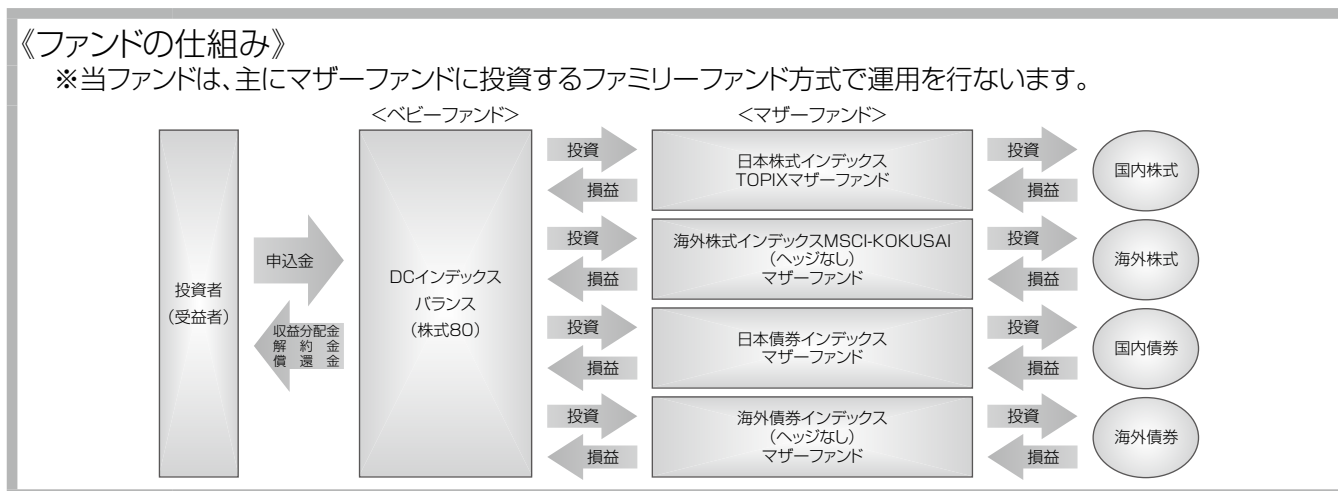 《ファンドの仕組み》
※当ファンドは、主にマザーファンドに投資するファミリーファンド方式で運用を行ないます。
＜ベビーファンド＞
＜マザーファンド＞
投資者
（受益者）
申込金
収益分配金
解約金
償還金
DCインデックス
バランス
（株式80）
投資
損益
日本株式インデックス
TOPIXマザーファンド
投資
損益
国内株式
投資
損益
海外株式インデックスMSCI-KOKUSAI
（ヘッジなし）
マザーファンド
投資
損益
海外株式
投資
損益
日本債券インデックス
マザーファンド
投資
損益
国内債券
投資
損益
海外債券インデックス
（ヘッジなし）
マザーファンド
投資
損益
海外債券